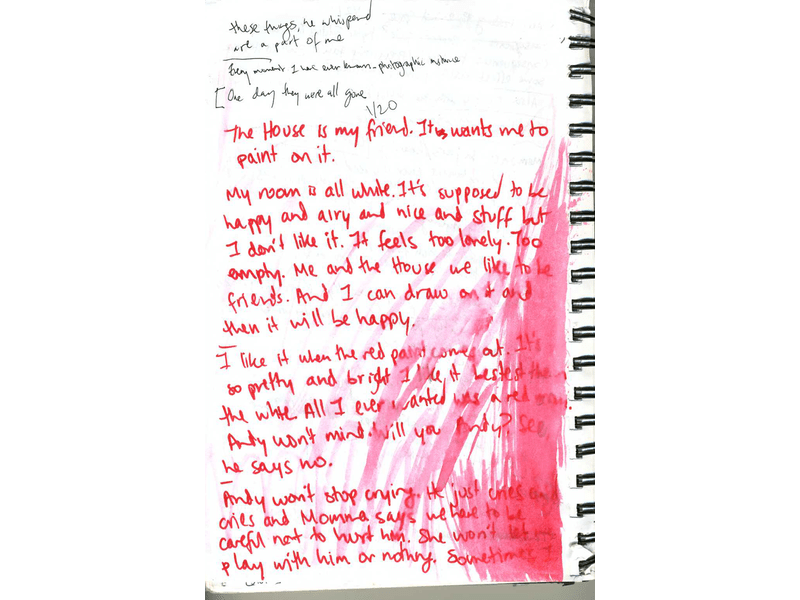 these things, he whispered
are a part of me
Every moment I have ever known - photographic instance
[One day they were all gone
1/20
The House is my friend. It wants me to
paint on it.
My room is all white. It's supposed to be
happy and airy and nice and stuff but
I don't like it. It feels too lonely. Too
empty. Me and the House we like to be
friends. And I can draw on it and
then it will be happy.
I like it when the red paint comes out. It's
so pretty and bright I like it bestest then
the white. All I ever wanted was a red
Andy won't mind. Will you Andy? See,
he says no.
Andy won't stop crying. He just cries and
cries and Momma says we have to be
careful not to hurt him. She won't let me
play with him or nothing. Sometimes I